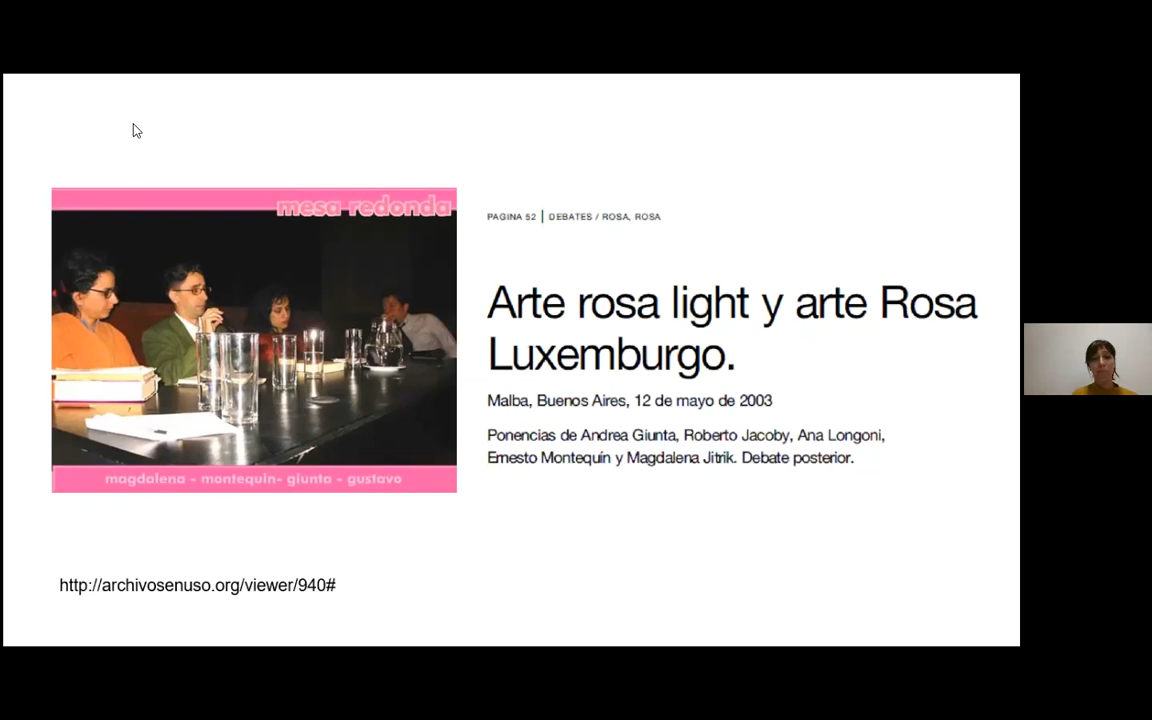 mesa redonda
magdalena - montequin- giunta - gustavo
PAGINA 52 | DEBATES / ROSA, ROSA
Arte rosa light y arte Rosa
Luxemburgo.
Malba, Buenos Aires, 12 de mayo de 2003
Ponencias de Andrea Giunta, Roberto Jacoby, Ana Longoni,
Ernesto Montequín y Magdalena Jitrik. Debate posterior.
http://archivosenuso.org/viewer/940#